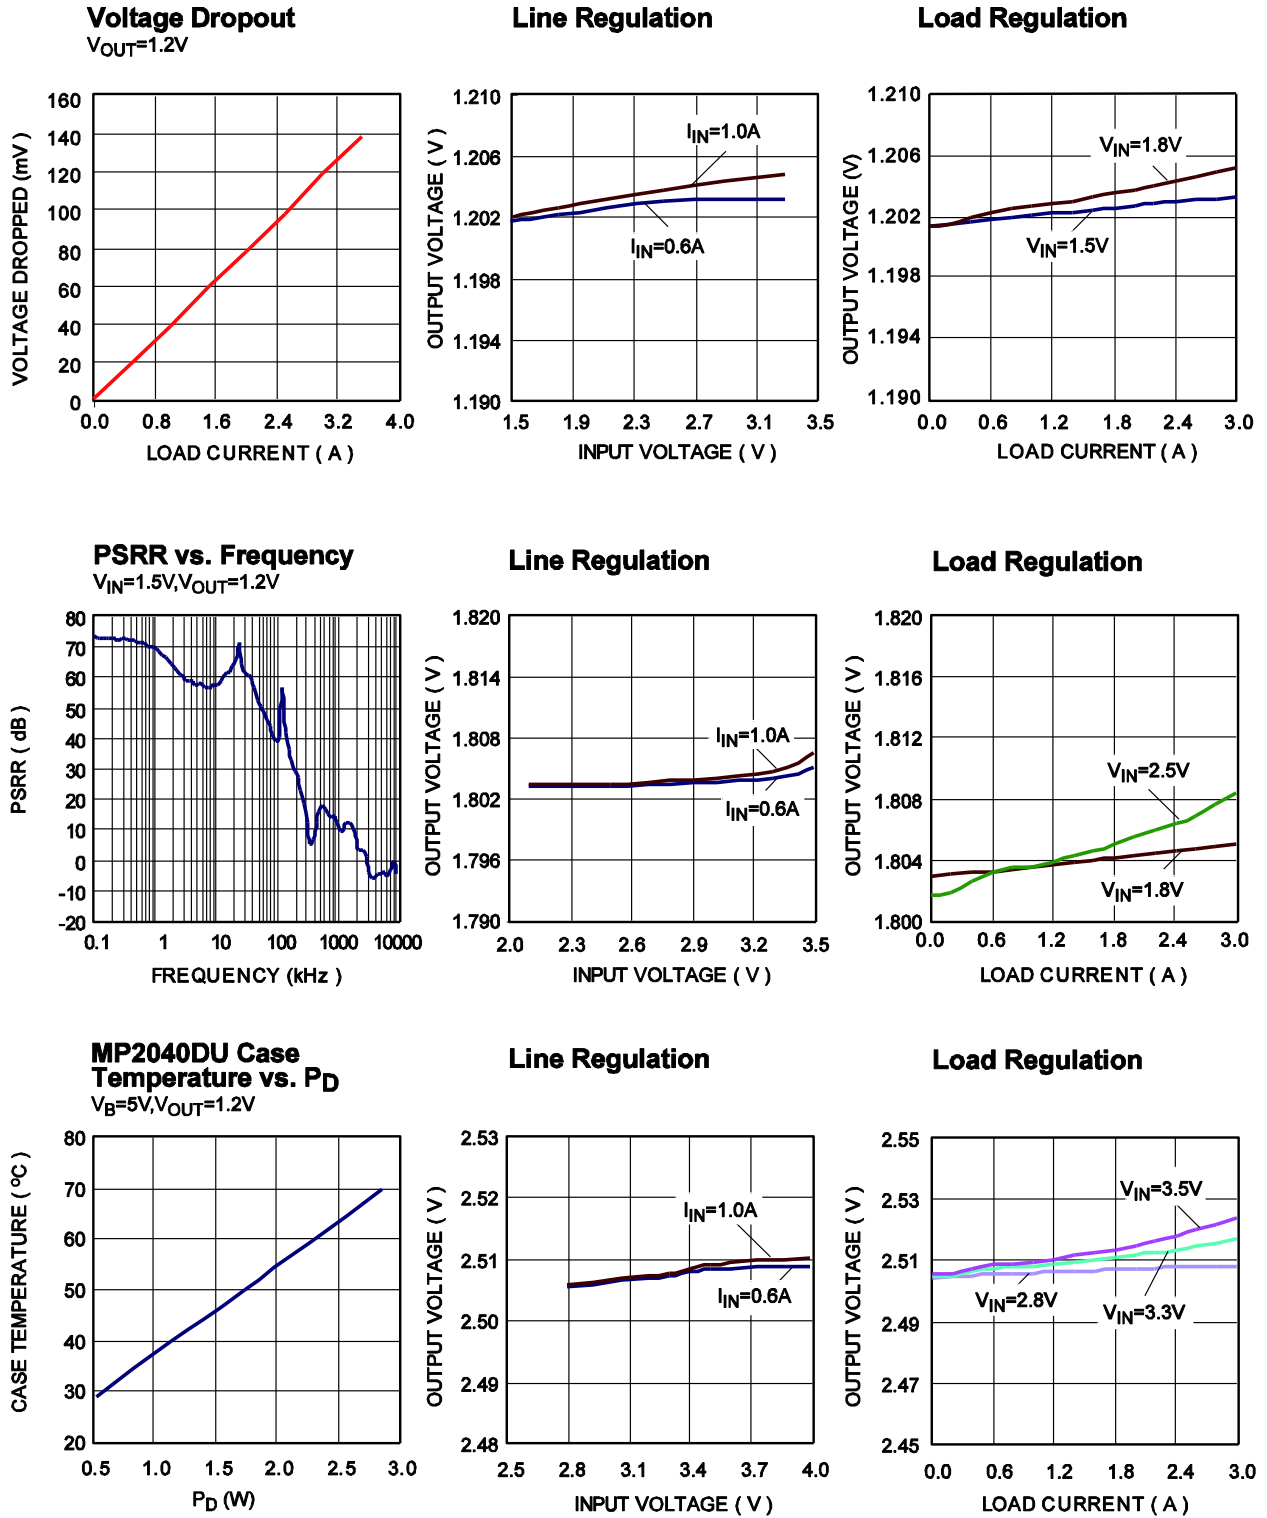 Voltage Dropout
VOUT=1.2V
VOLTAGE DROPPED (mV)
160
140
120
100
80
60
40
20
0
0.0 0.8 1.6 2.4 3.2 4.0
LOAD CURRENT ( A )
Line Regulation
OUTPUT VOLTAGE ( V )
1.210
1.206
1.202
1.198
1.194
1.190
IIN=1.0A
IIN=0.6A
1.5 1.9 2.3 2.7 3.1 3.5
INPUT VOLTAGE ( V )
Load Regulation
OUTPUT VOLTAGE (V)
1.210
1.206
1.202
1.198
1.194
1.190
VIN=1.8V
VIN=1.5V
0.0 0.6 1.2 1.8 2.4 3.0
LOAD CURRENT ( A )
PSRR vs. Frequency
VIN=1.5V,VOUT=1.2V
PSRR ( dB )
80
70
60
50
40
30
20
10
0
-10
-20
0.1 1 10 100 1000 10000
FREQUENCY (kHz )
Line Regulation
OUTPUT VOLTAGE ( V )
1.820
1.814
1.808
1.802
1.796
1.790
IIN=1.0A
IIN=0.6A
2.0 2.3 2.6 2.9 3.2 3.5
INPUT VOLTAGE ( V )
Load Regulation
OUTPUT VOLTAGE ( V )
1.820
1.816
1.812
1.808
1.804
1.800
VIN=2.5V
VIN=1.8V
0.0 0.6 1.2 1.8 2.4 3.0
LOAD CURRENT ( A )
MP2040DU Case
Temperature vs. PD
VB=5V,VOUT=1.2V
CASE TEMPERATURE ( ºC )
80
70
60
50
40
30
20
0.5 1.0 1.5 2.0 2.5 3.0
PD (W)
Line Regulation
OUTPUT VOLTAGE ( V )
2.53
2.52
2.51
2.50
2.49
2.48
IIN=1.0A
IIN=0.6A
2.5 2.8 3.1 3.4 3.7 4.0
INPUT VOLTAGE ( V )
Load Regulation
OUTPUT VOLTAGE ( V )
2.55
2.53
2.51
2.49
2.47
2.45
VIN=3.5V
VIN=2.8V
VIN=3.3V
0.0 0.6 1.2 1.8 2.4 3.0
LOAD CURRENT ( A )